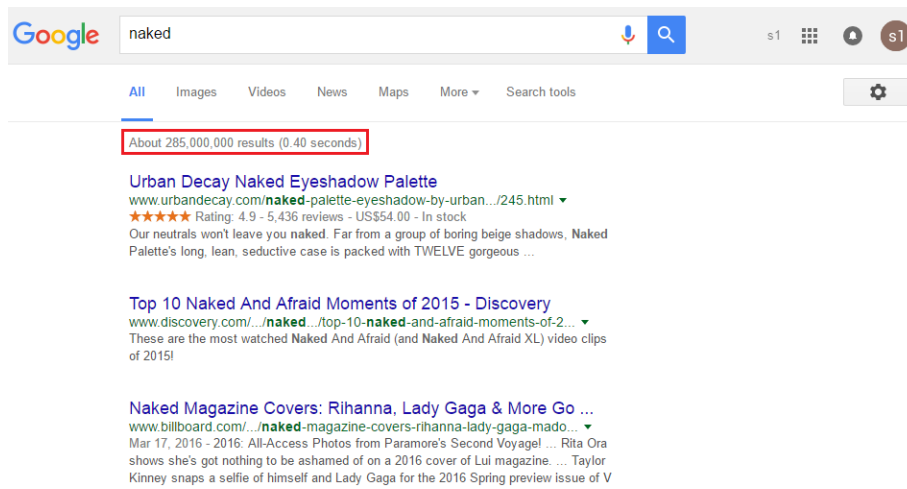 Google naked s1 s1
All Images Videos News Maps More Search tools
About 285,000,000 results (0.40 seconds)
Urban Decay Naked Eyeshadow Palette
www.urbandecay.com/naked-palette-eyeshadow-by-urban.../245.html
Rating: 4.9 - 5,436 reviews - US$54.00 - In stock
Our neutrals won't leave you naked. Far from a group of boring beige shadows, Naked
Palette's long, lean, seductive case is packed with TWELVE gorgeous ...
Top 10 Naked And Afraid Moments of 2015 - Discovery
www.discovery.com/.../naked.../top-10-naked-and-afraid-moments-of-2...
These are the most watched Naked And Afraid (and Naked And Afraid XL) video clips
of 2015!
Naked Magazine Covers: Rihanna, Lady Gaga & More Go ...
www.billboard.com/.../naked-magazine-covers-rihanna-lady-gaga-mado...
Mar 17, 2016 - 2016: All-Access Photos from Paramore's Second Voyage! ... Rita Ora
shows she's got nothing to be ashamed of on a 2016 cover of Lui magazine. ... Taylor
Kinney snaps a selfie of himself and Lady Gaga for the 2016 Spring preview issue of V